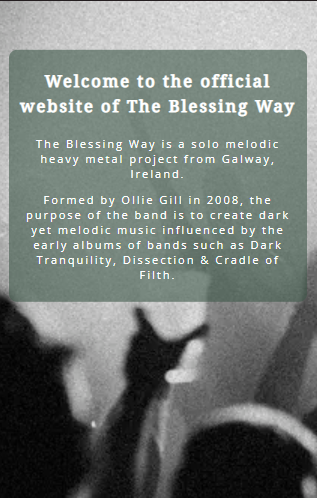 Welcome to the official
website of The Blessing Way
The Blessing Way is a solo melodic
heavy metal project from Galway,
Ireland.
Formed by Ollie Gill in 2008, the
purpose of the band is to create dark
yet melodic music influenced by the
early albums of bands such as Dark
Tranquility, Dissection & Cradle of
Filth.